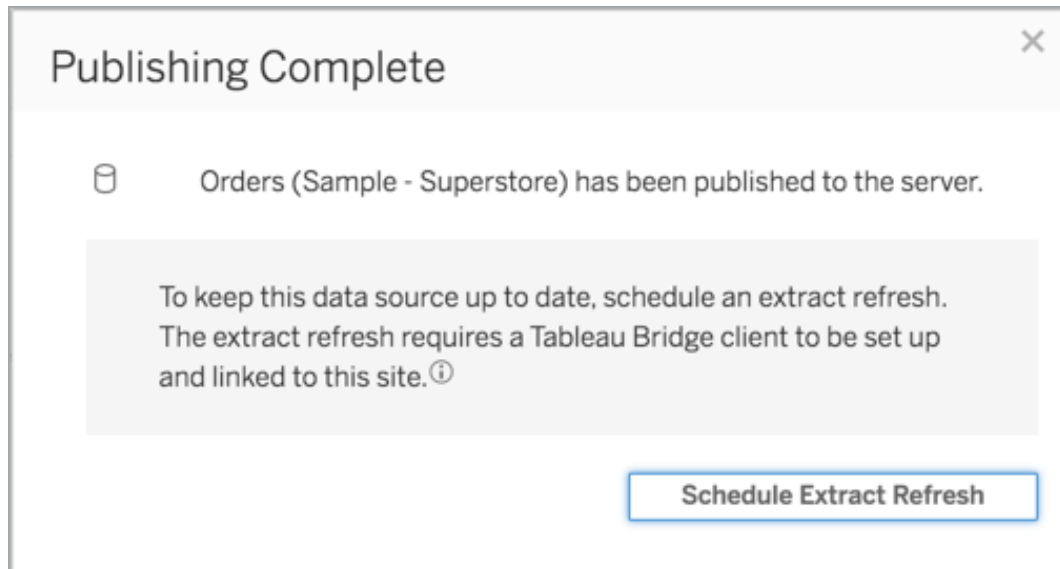 Publishing Complete
Orders (Sample - Superstore) has been published to the server.
To keep this data source up to date, schedule an extract refresh.
The extract refresh requires a Tableau Bridge client to be set up
and linked to this site.
Schedule Extract Refresh